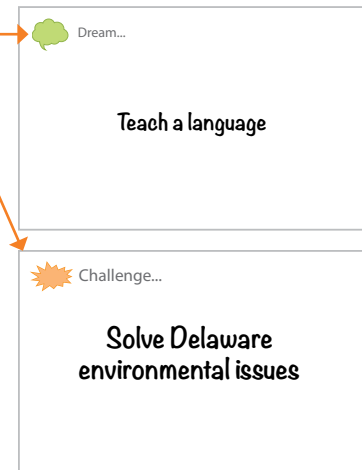 Dream...
Teach a language
Challenge...
Solve Delaware
environmental issues